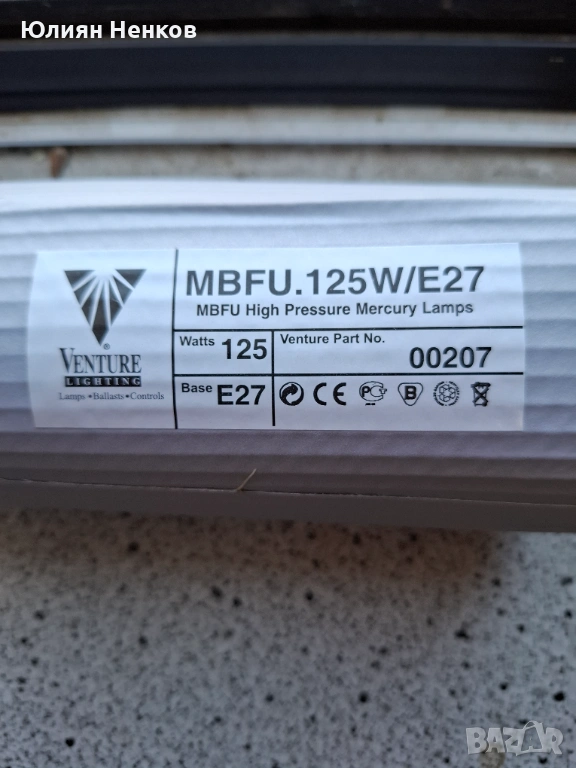 Юлиян Ненков
MBFU.125W/E27
MBFU High Pressure Mercury Lamps
Watts 125
Venture Part No.
00207
VENTURE
LIGHTING
Lamps • Ballasts • Controls
Base E27
CE
BAZAR